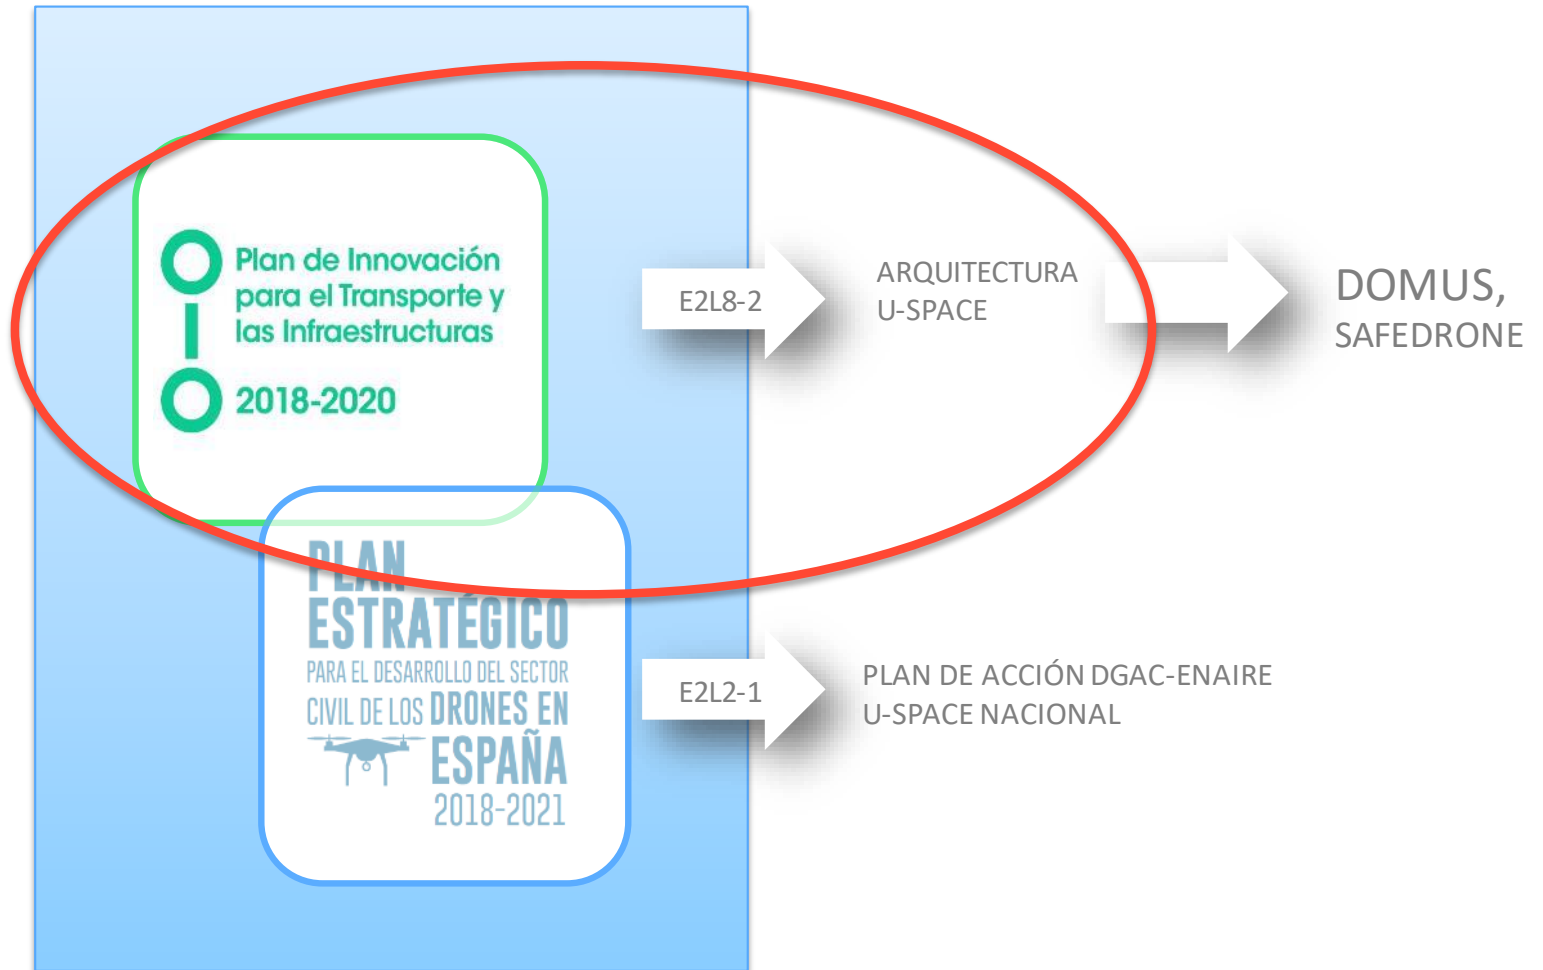 Plan de Innovación
para el Transporte y
las Infraestructuras
2018-2020
E2L8-2
ARQUITECTURA
U-SPACE
DOMUS,
SAFEDRONE
PLAN
ESTRATÉGICO
PARA EL DESARROLLO DEL SECTOR
CIVIL DE LOS DRONES EN
ESPAÑA
2018-2021
E2L2-1
PLAN DE ACCIÓN DGAC-ENAIRE
U-SPACE NACIONAL